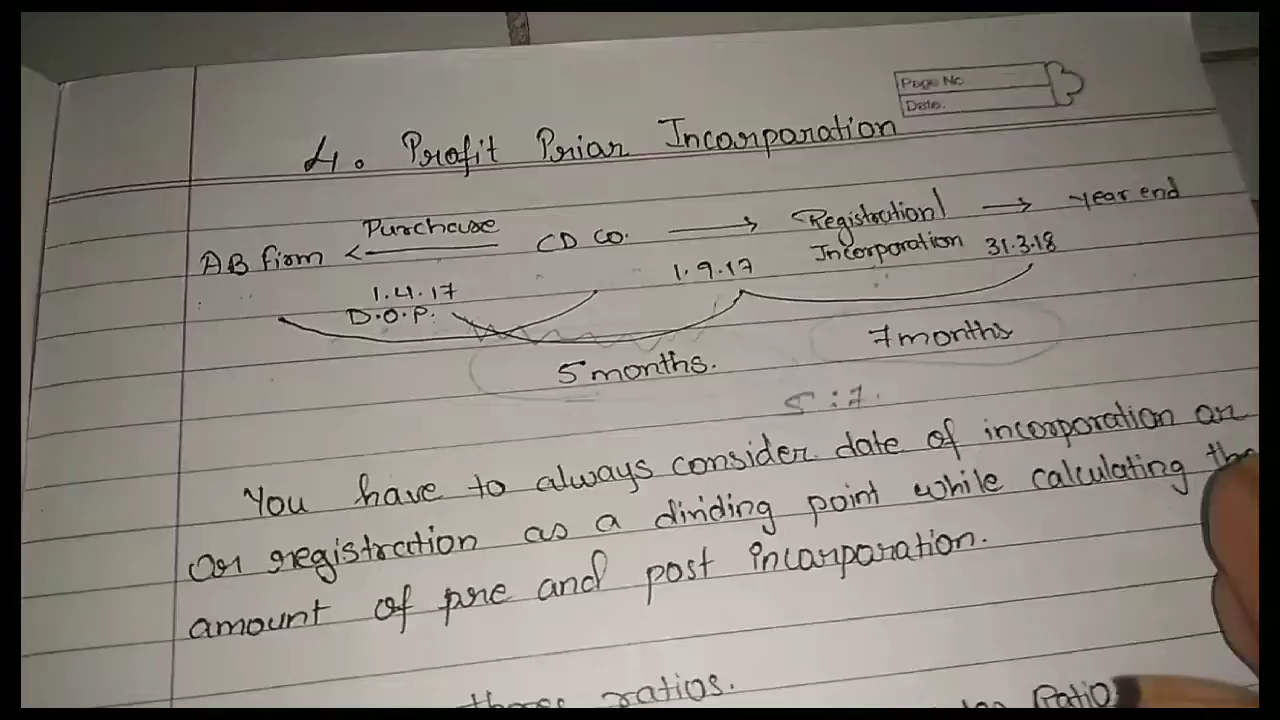 Page No
Date.
4. Profit Prior Incorporation
AB firm Purchase CD CO. Registration/ Year end
Incorporation 31.3.18
1.9.17
1.4.17
D.O.P.
7 months
5 months.
5 : 7.
You have to always consider date of incorporation or
or registration as a dividing point while calculating the
amount of pre and post incorporation.
ratios. Ratio